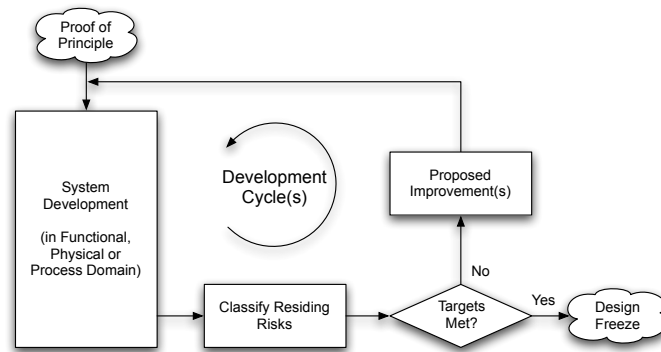 Proof of
Principle
System
Development
(in Functional,
Physical or
Process Domain)
Development
Cycle(s)
Proposed
Improvement(s)
No
Classify Residing
Risks
Targets
Met?
Yes
Design
Freeze